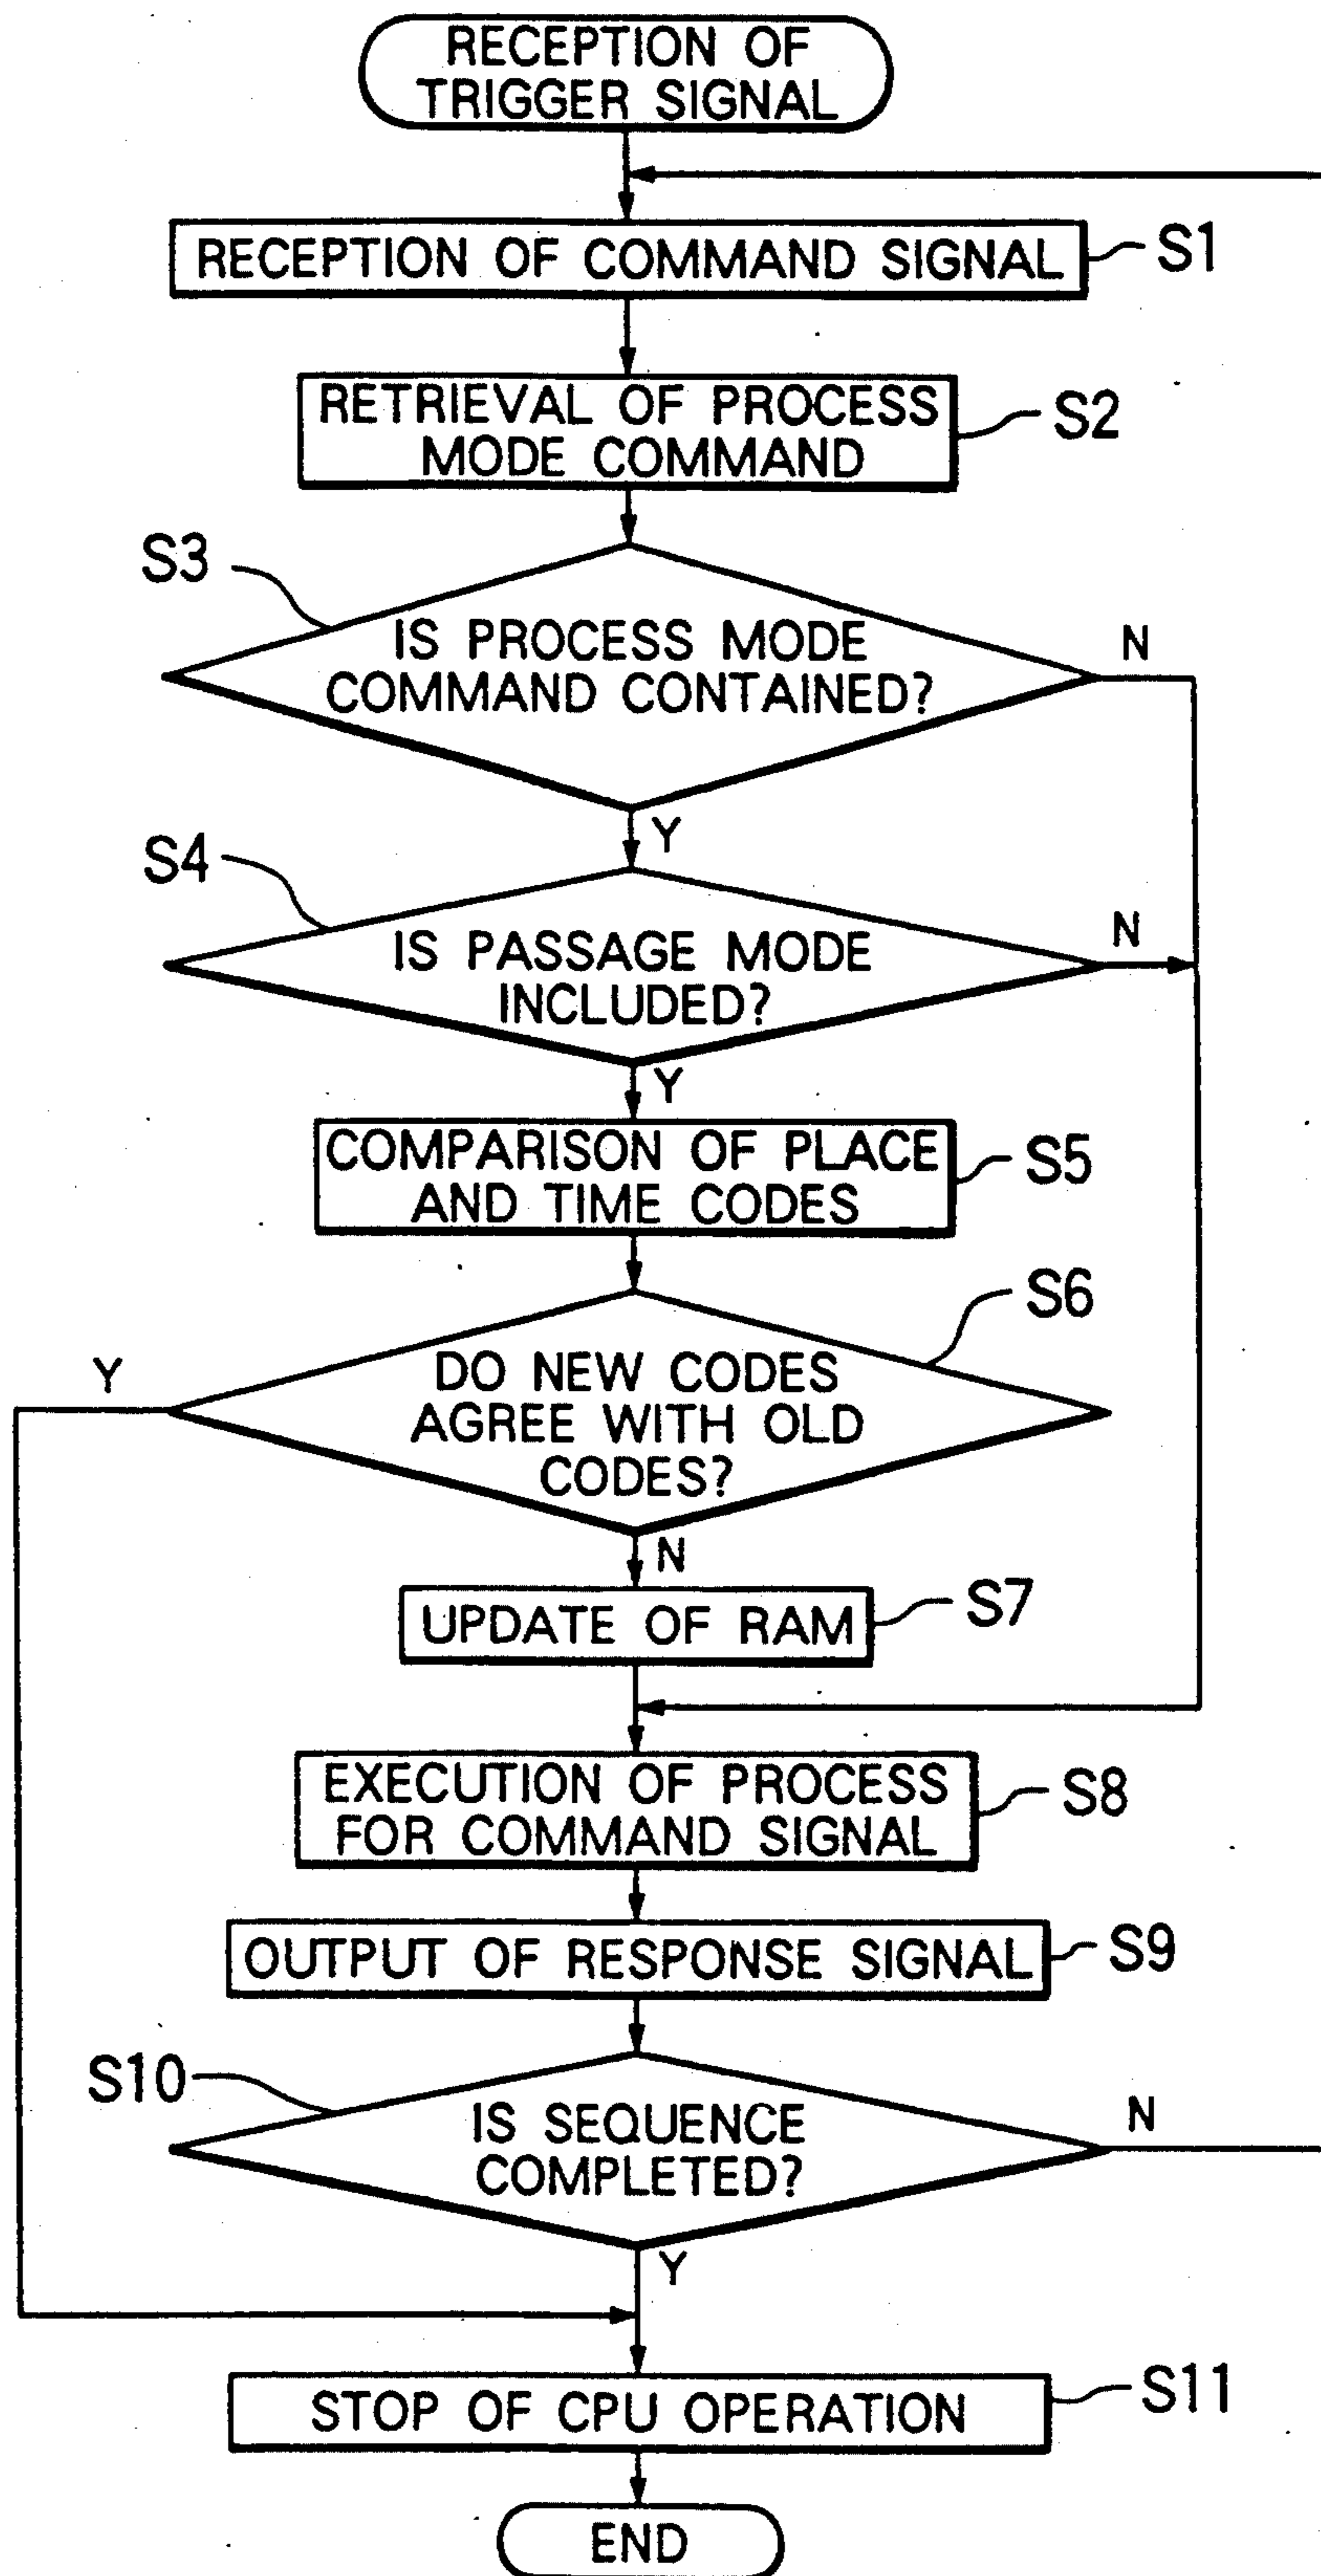 RECEPTION OF
TRIGGER SIGNAL
RECEPTION OF COMMAND SIGNAL
S1
RETRIEVAL OF PROCESS
MODE COMMAND
S2
S3
IS PROCESS MODE
COMMAND CONTAINED?
N
Y
S4
IS PASSAGE MODE
INCLUDED?
N
Y
COMPARISON OF PLACE
AND TIME CODES
S5
S6
Y
DO NEW CODES
AGREE WITH OLD
CODES?
N
UPDATE OF RAM
S7
EXECUTION OF PROCESS
FOR COMMAND SIGNAL
S8
OUTPUT OF RESPONSE SIGNAL
S9
S10
IS SEQUENCE
COMPLETED?
N
Y
STOP OF CPU OPERATION
S11
END